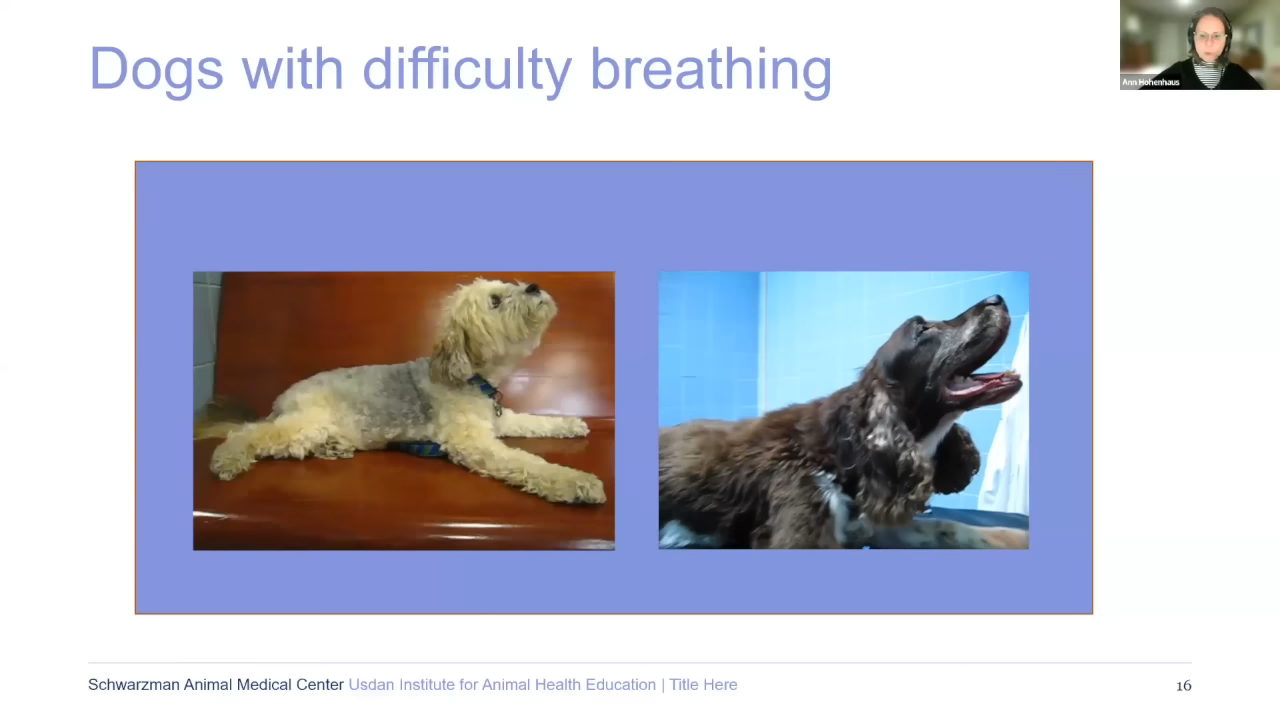 Dogs with difficulty breathing
Ann Hohenhaus
Schwarzman Animal Medical Center Usdan Institute for Animal Health Education | Title Here
16